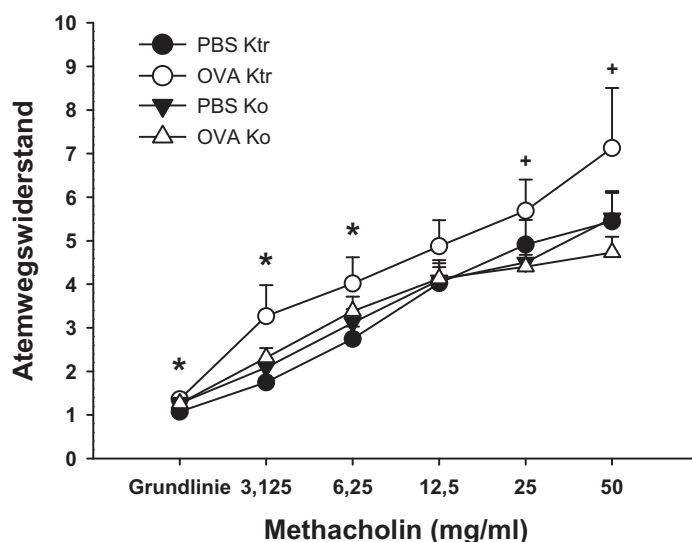 10
9
8
7
6
5
4
3
2
1
0
Atemwegswiderstand
PBS Ktr
OVA Ktr
PBS Ko
OVA Ko
* * * + +
Grundlinie 3,125 6,25 12,5 25 50
Methacholin (mg/ml)